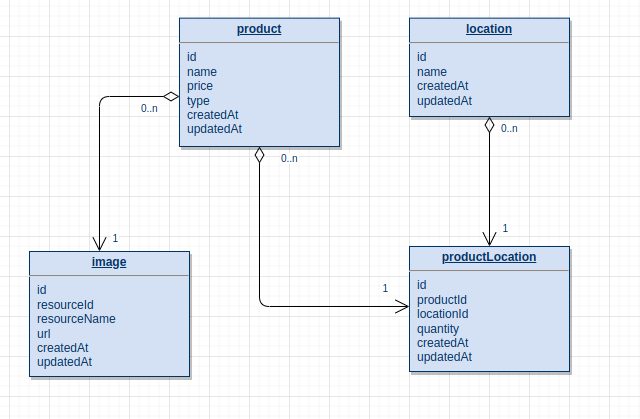 product
id
name
price
type
createdAt
updatedAt
0..n
0..n
location
id
name
createdAt
updatedAt
0..n
1
image
id
resourceId
resourceName
url
createdAt
updatedAt
1
1
productLocation
id
productId
locationId
quantity
createdAt
updatedAt